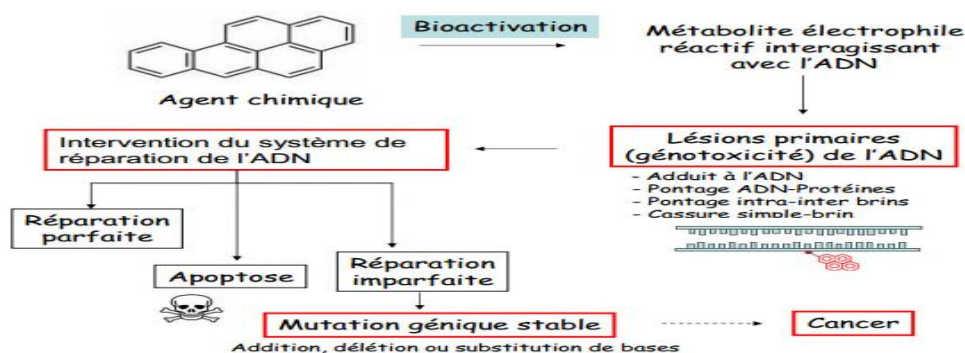 Bioactivation
Agent chimique
Métabolite électrophile
réactif interagissant
avec l'ADN
Lésions primaires
(génotoxicité) de l'ADN
- Adduit à l'ADN
- Pontage ADN-Protéines
- Pontage intra-inter brins
- Cassure simple-brin
Intervention du système de
réparation de l'ADN
Réparation
parfaite
Apoptose
Réparation
imparfaite
Mutation génique stable
Addition, délétion ou substitution de bases
Cancer